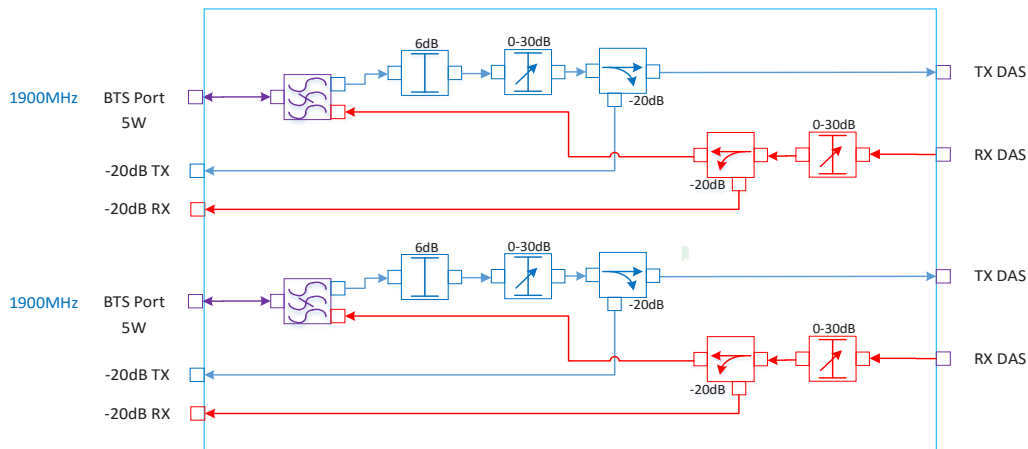 6dB
0-30dB
TX DAS
1900MHz
BTS Port
5W
-20dB
0-30dB
RX DAS
-20dB TX
-20dB
-20dB RX
6dB
0-30dB
TX DAS
1900MHz
BTS Port
5W
-20dB
0-30dB
RX DAS
-20dB TX
-20dB
-20dB RX